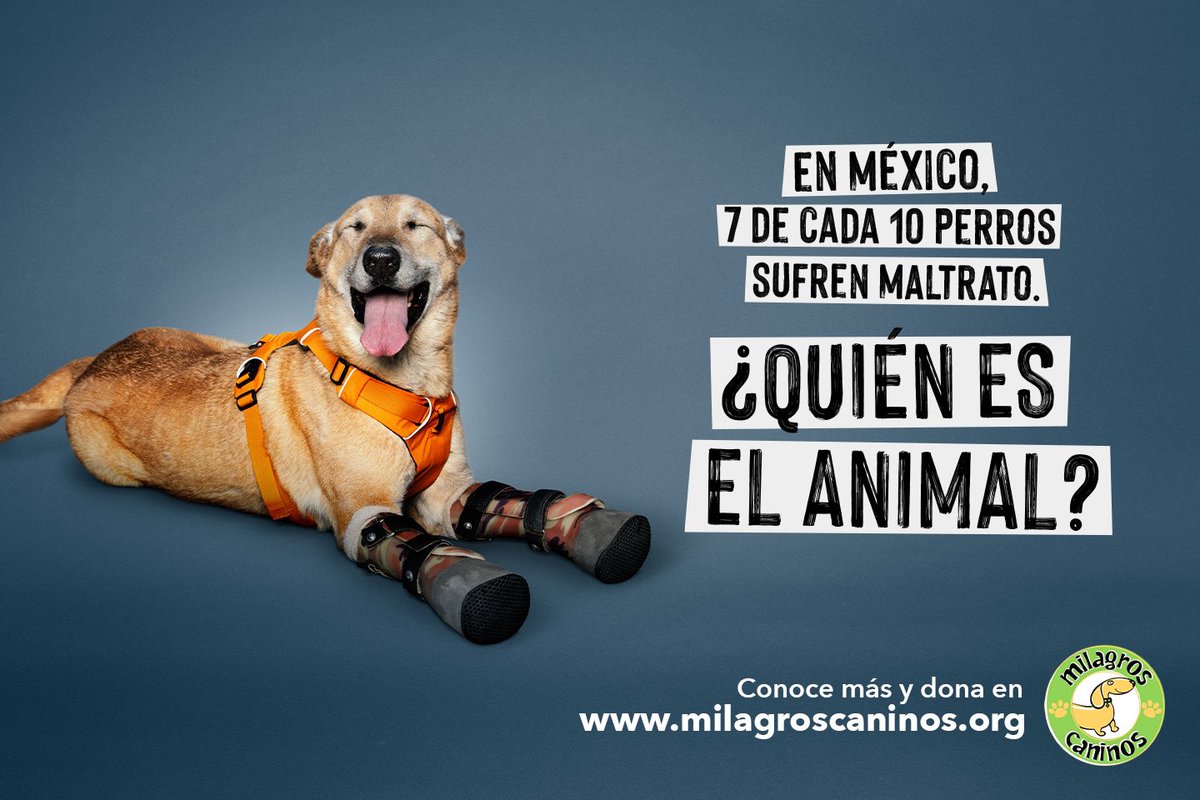 EN MÉXICO,
7 DE CADA 10 PERROS
SUFREN MALTRATO.
¿QUIÉN ES
EL ANIMAL?
Conoce más y dona en
www.milagroscaninos.org
milagros
caninos